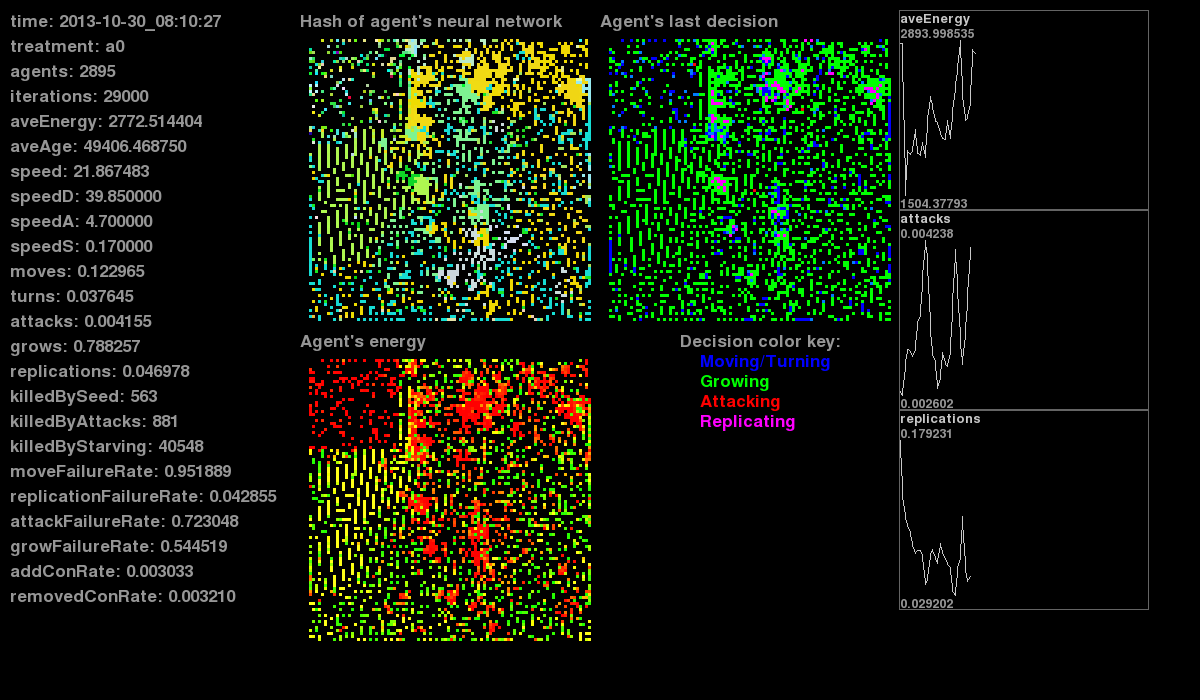 time: 2013-10-30_08:10:27
treatment: a0
agents: 2895
iterations: 29000
aveEnergy: 2772.514404
aveAge: 49406.468750
speed: 21.867483
speedD: 39.850000
speedA: 4.700000
speedS: 0.170000
moves: 0.122965
turns: 0.037645
attacks: 0.004155
grows: 0.788257
replications: 0.046978
killedBySeed: 563
killedByAttacks: 881
killedByStarving: 40548
moveFailureRate: 0.951889
replicationFailureRate: 0.042855
attackFailureRate: 0.723048
growFailureRate: 0.544519
addConRate: 0.003033
removedConRate: 0.003210
Hash of agent's neural network
Agent's last decision
Agent's energy
Decision color key:
Moving/Turning
Growing
Attacking
Replicating
aveEnergy
2893.998535
1504.37793
attacks
0.004238
0.002602
replications
0.179231
0.029202